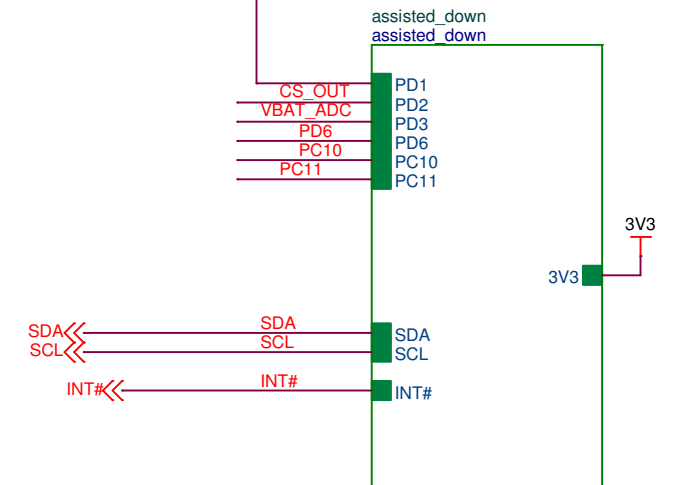 assisted_down
assisted_down
PD1
CS_OUT PD2
VBAT_ADC PD3
PD6 PD6
PC10 PC10
PC11 PC11
3V3
3V3
SDA SDA SDA
SCL SCL SCL
INT# INT# INT#